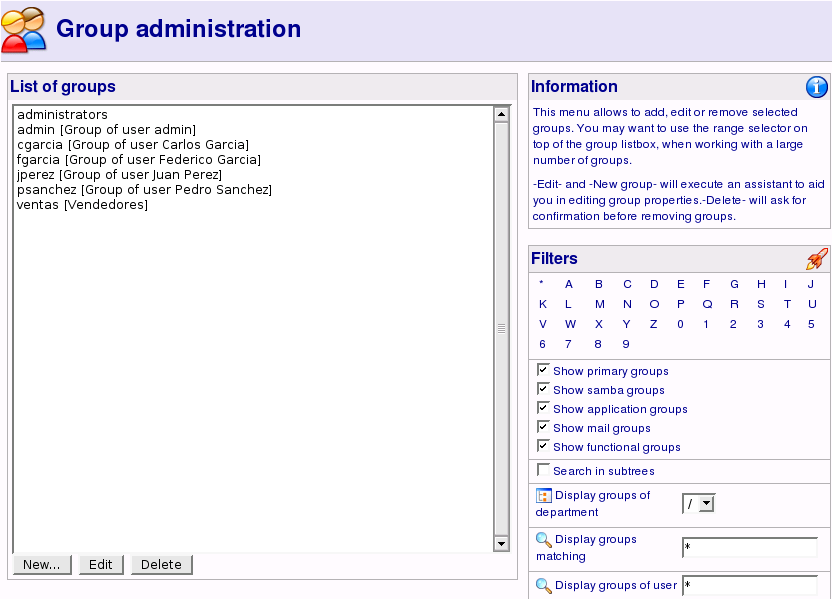 Group administration
List of groups
administrators
admin [Group of user admin]
cgarcia [Group of user Carlos Garcia]
fgarcia [Group of user Federico Garcia]
jperez [Group of user Juan Perez]
psanchez [Group of user Pedro Sanchez]
ventas [Vendedores]
New... Edit Delete
Information
This menu allows to add, edit or remove selected
groups. You may want to use the range selector on
top of the group listbox, when working with a large
number of groups.
-Edit- and -New group- will execute an assistant to aid
you in editing group properties.-Delete- will ask for
confirmation before removing groups.
Filters
* A B C D E F G H I J
K L M N O P Q R S T U
V W X Y Z 0 1 2 3 4 5
6 7 8 9
Show primary groups
Show samba groups
Show application groups
Show mail groups
Show functional groups
Search in subtrees
Display groups of
department /
Display groups
matching *
Display groups of user *